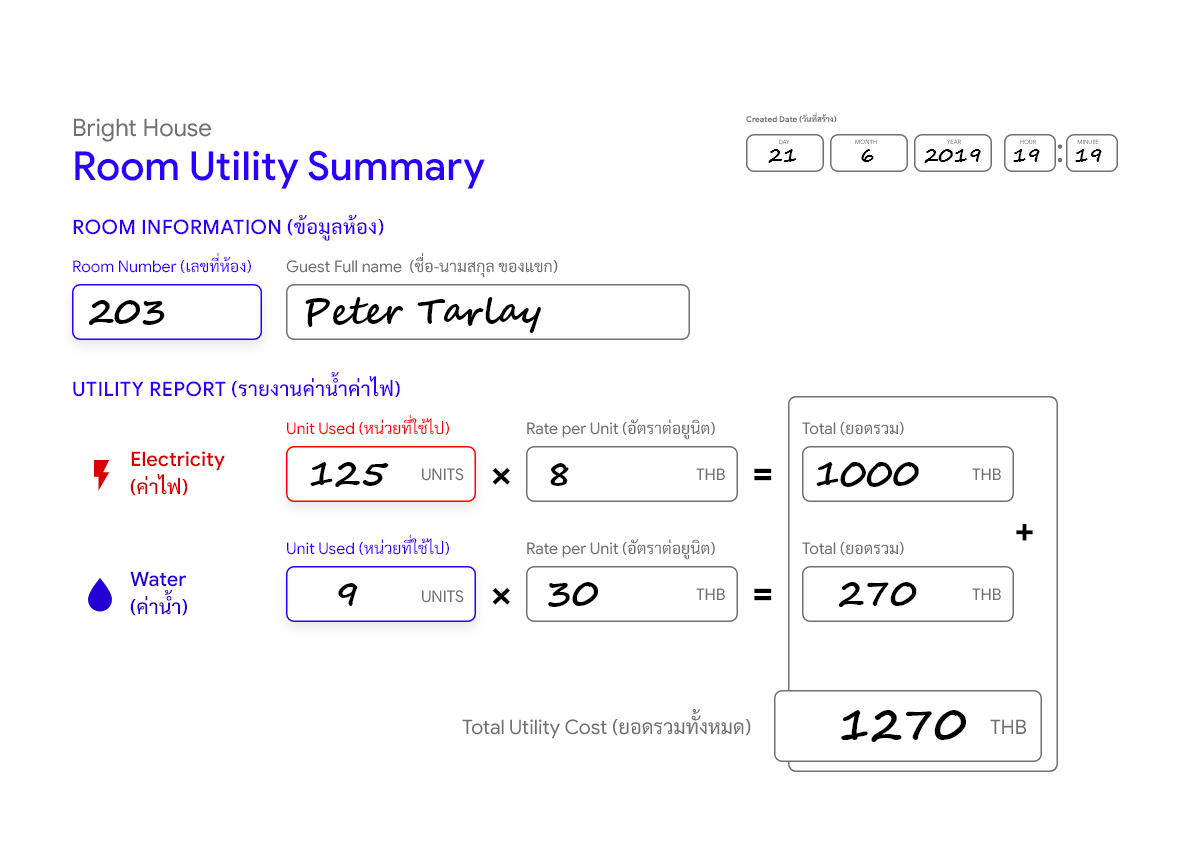 Bright House
Room Utility Summary
Created Date (วันที่สร้าง)
DAY MONTH YEAR HOUR MINUTE
21 6 2019 19 : 19
ROOM INFORMATION (ข้อมูลห้อง)
Room Number (เลขที่ห้อง) Guest Full name (ชื่อ-นามสกุล ของแขก)
203 Peter Tarlay
UTILITY REPORT (รายงานค่าน้ำค่าไฟ)
Unit Used (หน่วยที่ใช้ไป) Rate per Unit (อัตราต่อยูนิต) Total (ยอดรวม)
Electricity
(ค่าไฟ)
125 UNITS × 8 THB = 1000 THB
+
Unit Used (หน่วยที่ใช้ไป) Rate per Unit (อัตราต่อยูนิต) Total (ยอดรวม)
Water
(ค่าน้ำ)
9 UNITS × 30 THB = 270 THB
Total Utility Cost (ยอดรวมทั้งหมด) 1270 THB